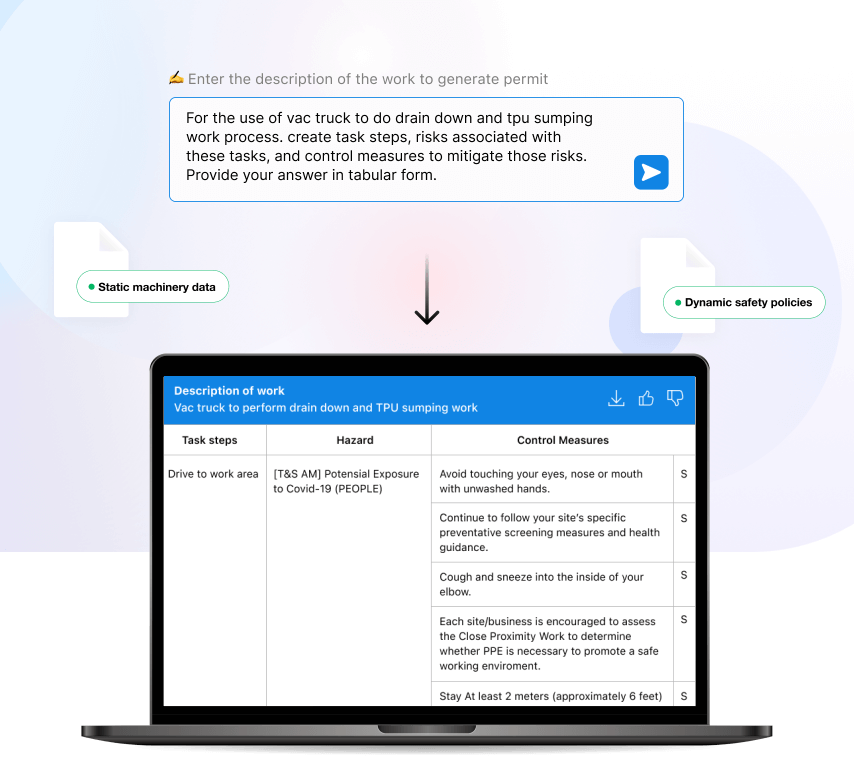 ✍️ Enter the description of the work to generate permit
For the use of vac truck to do drain down and tpu sumping
work process. create task steps, risks associated with
these tasks, and control measures to mitigate those risks.
Provide your answer in tabular form.
Static machinery data
Dynamic safety policies
Description of work
Vac truck to perform drain down and TPU sumping work
Task steps
Hazard
Control Measures
Drive to work area
[T&S AM] Potensial Exposure
to Covid-19 (PEOPLE)
Avoid touching your eyes, nose or mouth
with unwashed hands.
S
Continue to follow your site's specific
preventative screening measures and health
guidance.
S
Cough and sneeze into the inside of your
elbow.
S
Each site/business is encouraged to assess
the Close Proximity Work to determine
whether PPE is necessary to promote a safe
working enviroment.
S
Stay At least 2 meters (approximately 6 feet)
S